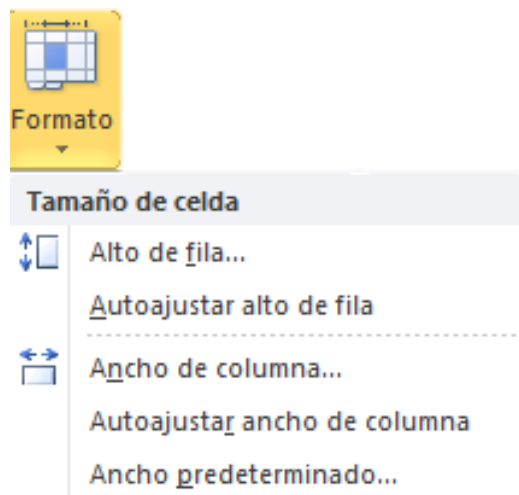 Formato
Tamaño de celda
Alto de fila...
Autoajustar alto de fila
Ancho de columna...
Autoajustar ancho de columna
Ancho predeterminado...